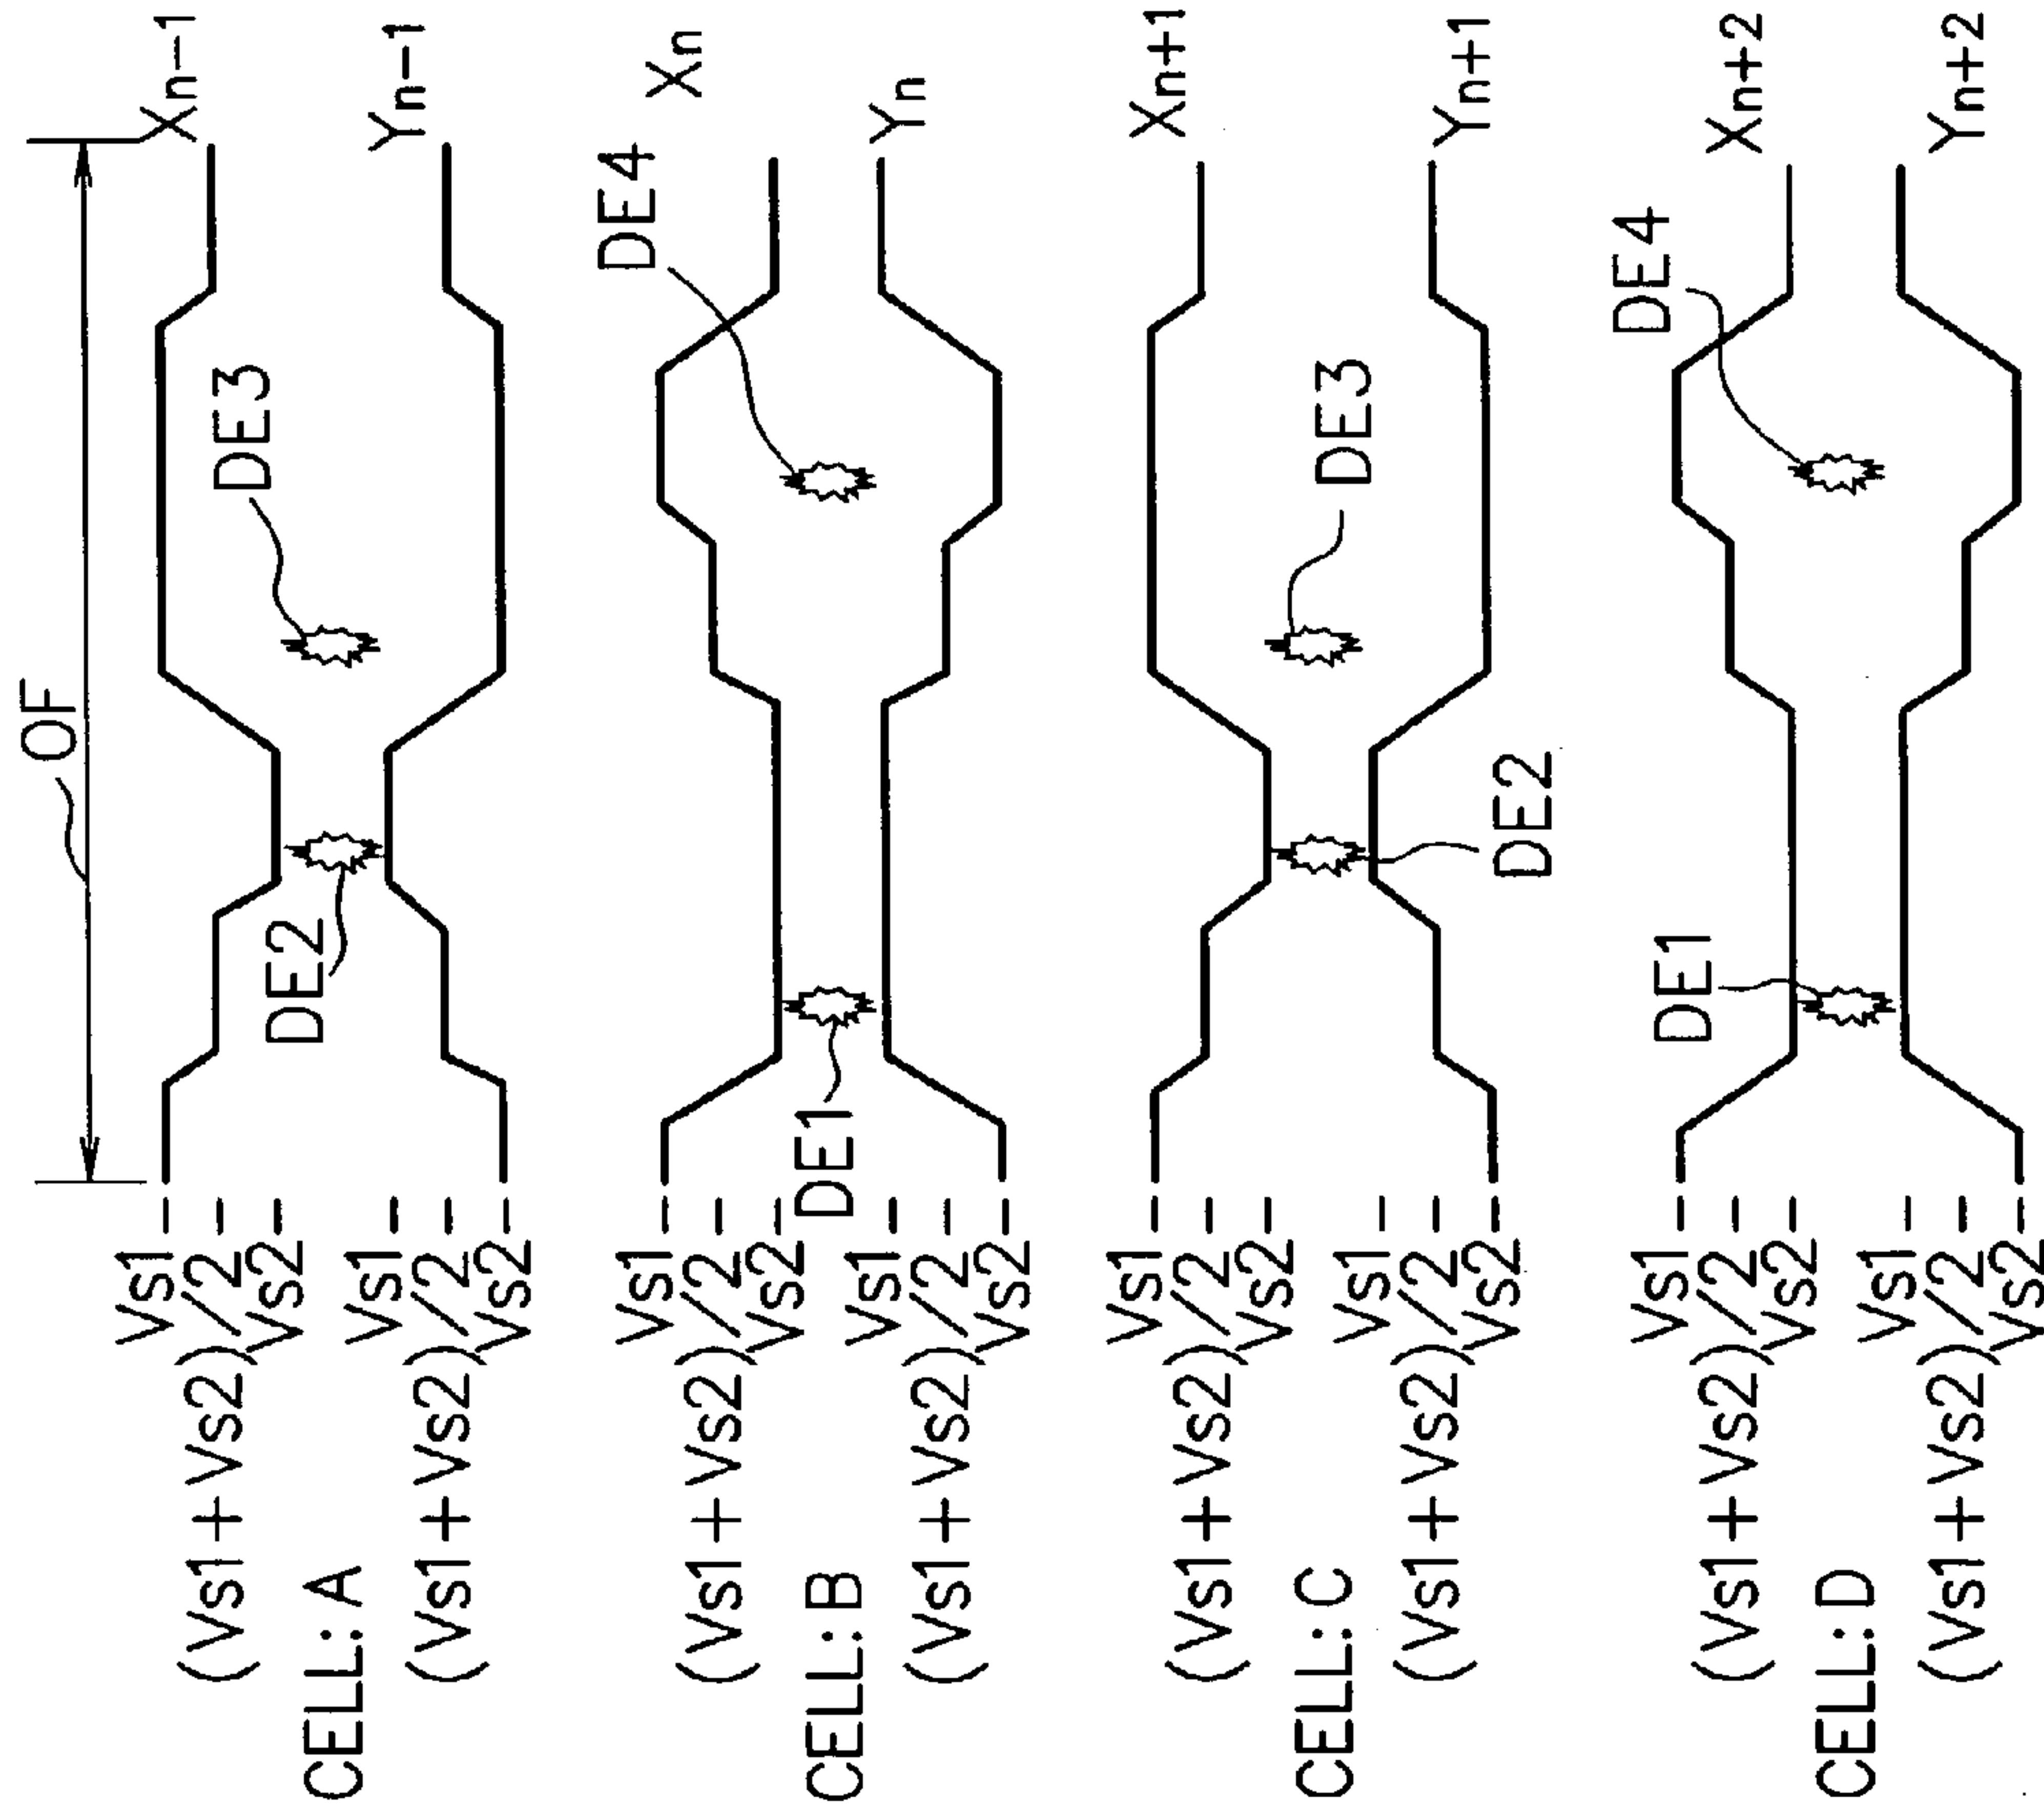 OF
Vs1
(Vs1+Vs2)/2
Vs2
CELL:A
Vs1
(Vs1+Vs2)/2
Vs2
DE2
DE3
Xn-1
Yn-1
Vs1
(Vs1+Vs2)/2
Vs2
CELL:B
Vs1
(Vs1+Vs2)/2
Vs2
DE1
DE4
Xn
Yn
Vs1
(Vs1+Vs2)/2
Vs2
CELL:C
Vs1
(Vs1+Vs2)/2
Vs2
DE2
DE3
Xn+1
Yn+1
Vs1
(Vs1+Vs2)/2
Vs2
CELL:D
Vs1
(Vs1+Vs2)/2
Vs2
DE1
DE4
Xn+2
Yn+2